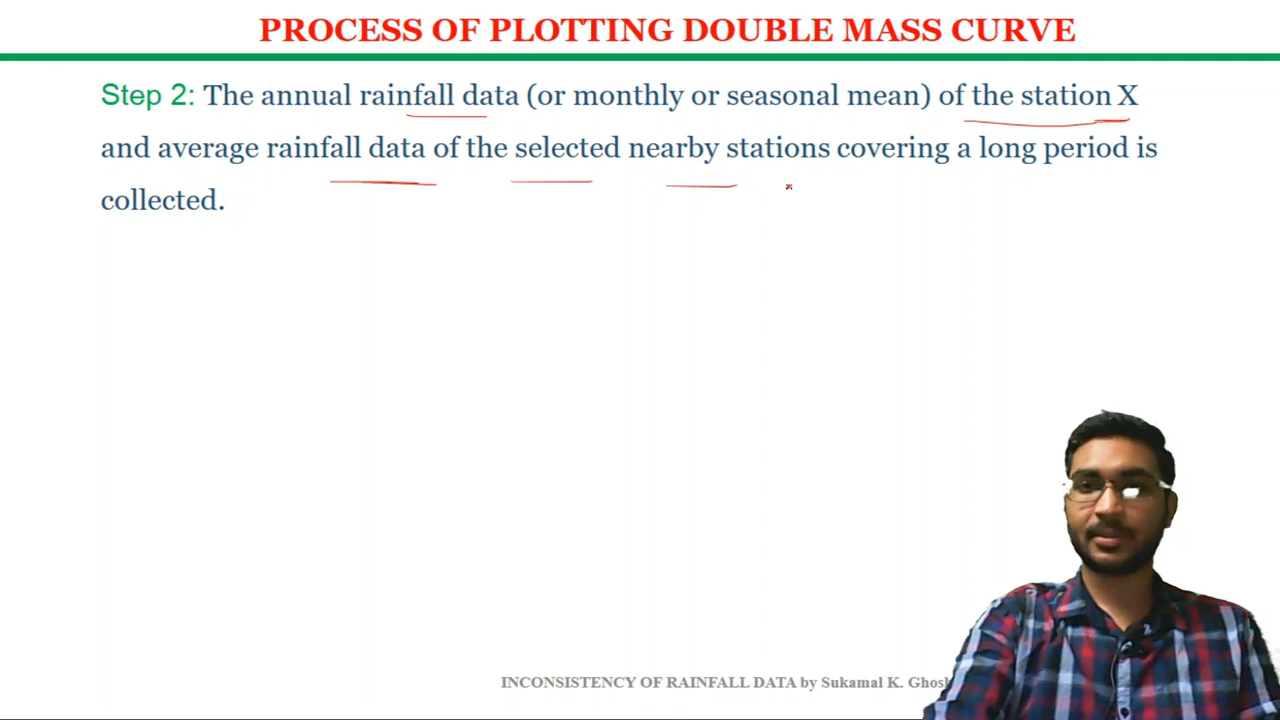 PROCESS OF PLOTTING DOUBLE MASS CURVE
Step 2: The annual rainfall data (or monthly or seasonal mean) of the station X
and average rainfall data of the selected nearby stations covering a long period is
collected.
INCONSISTENCY OF RAINFALL DATA by Sukamal K. Ghosh